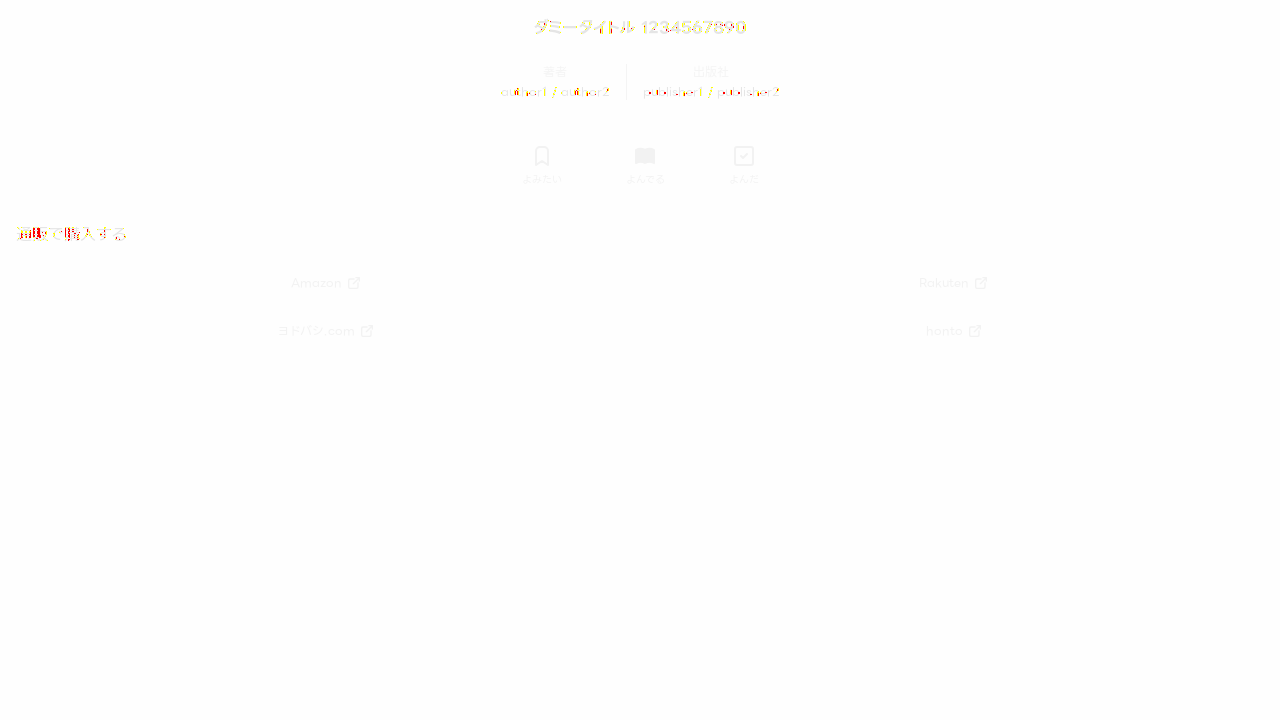 ダミータイトル 1234567890
著者
author1 / author2
出版社
publisher1 / publisher2
よみたい
よんでる
よんだ
通販で購入する
Amazon
Rakuten
ヨドバシ.com
honto